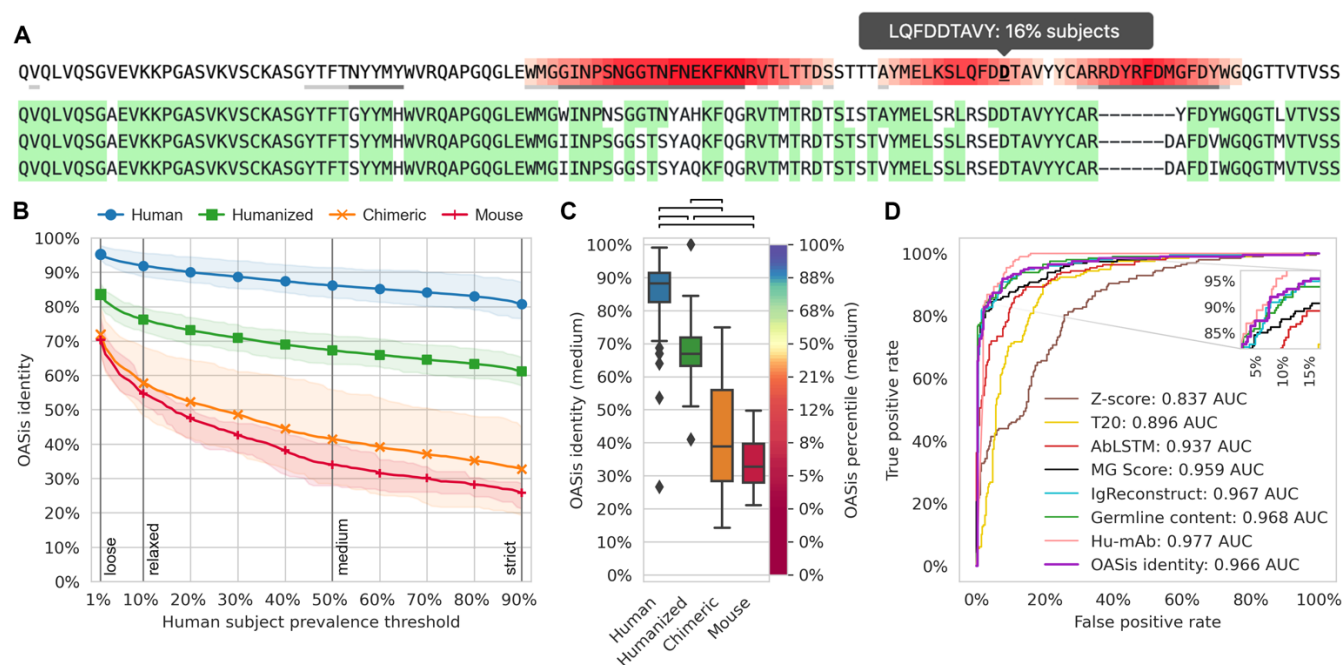 A
LQFDDTAVY: 16% subjects
QVQLVQSGVEVKKPGASVKVSCKASGYTFTNYYMYWVRQAPGQGLEWMGGINPSNGGTNFNEKFKNRVTLTTDSSTTTAYMELKSLQFDDTAVYYCARRDYRFDMGFDYWGQGTTVTVSS
QVQLVQSGAEVKKPGASVKVSCKASGYTFTGYYMHWVRQAPGQGLEWMGWINPNSGGTNYAHKFQGRVTMTRDTSISTAYMELSRLRSDDTAVYYCAR-------YFDYWGQGTLVTVSS
QVQLVQSGAEVKKPGASVKVSCKASGYTFTSYYMHWVRQAPGQGLEWMGIINPSGGSTSYAQKFQGRVTMTRDTSTSTVYMELSSLRSEDTAVYYCAR------DAFDVWGQGTMVTVSS
QVQLVQSGAEVKKPGASVKVSCKASGYTFTSYYMHWVRQAPGQGLEWMGIINPSGGSTSYAQKFQGRVTMTRDTSTSTVYMELSSLRSEDTAVYYCAR------DAFDIWGQGTMVTVSS
B
Human Humanized Chimeric Mouse
100%
90%
80%
70%
60%
50%
40%
30%
20%
10%
0%
OASis identity
loose
relaxed
medium
strict
1% 10% 20% 30% 40% 50% 60% 70% 80% 90%
Human subject prevalence threshold
C
100%
90%
80%
70%
60%
50%
40%
30%
20%
10%
0%
OASis identity (medium)
Human
Humanized
Chimeric
Mouse
100%
88%
71%
50%
21%
12%
8%
5%
0%
0%
0%
OASis percentile (medium)
D
100%
80%
60%
40%
20%
0%
True positive rate
95%
90%
85%
5% 10% 15%
Z-score: 0.837 AUC
T20: 0.896 AUC
AbLSTM: 0.937 AUC
MG Score: 0.959 AUC
IgReconstruct: 0.967 AUC
Germline content: 0.968 AUC
Hu-mAb: 0.977 AUC
OASis identity: 0.966 AUC
0% 20% 40% 60% 80% 100%
False positive rate